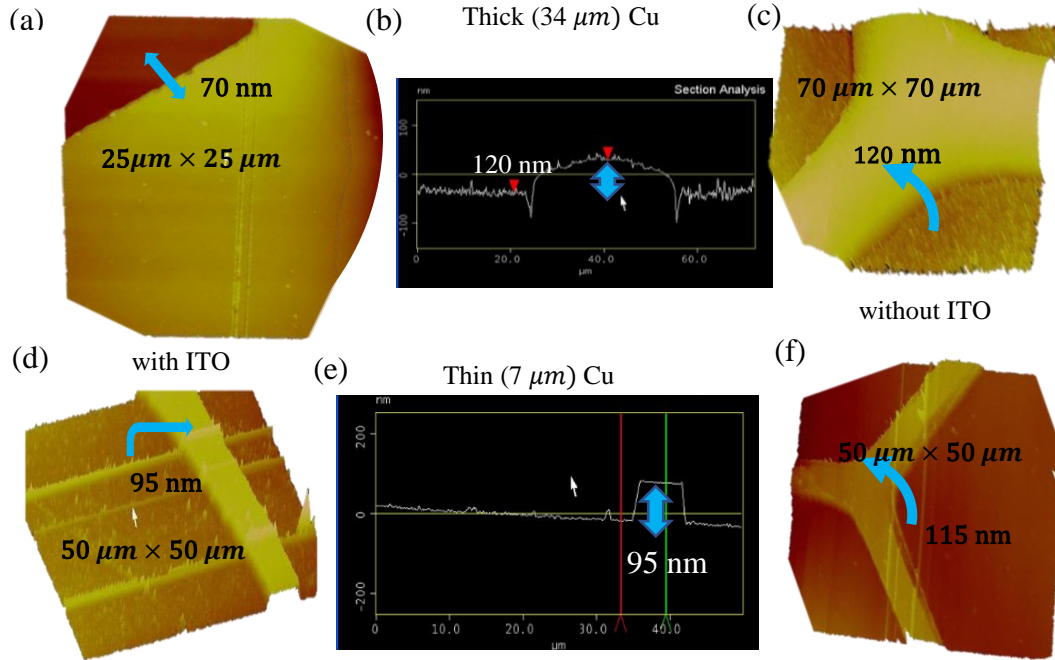 (a)
70 nm
25μm × 25 μm
(b)
Thick (34 μm) Cu
nm
Section Analysis
100
0
-100
120 nm
0
20.0
40.0
60.0
μm
(c)
70 μm × 70 μm
120 nm
without ITO
(d)
with ITO
95 nm
50 μm × 50 μm
(e)
Thin (7 μm) Cu
nm
200
0
-200
95 nm
0
10.0
20.0
30.0
40.0
μm
(f)
50 μm × 50 μm
115 nm